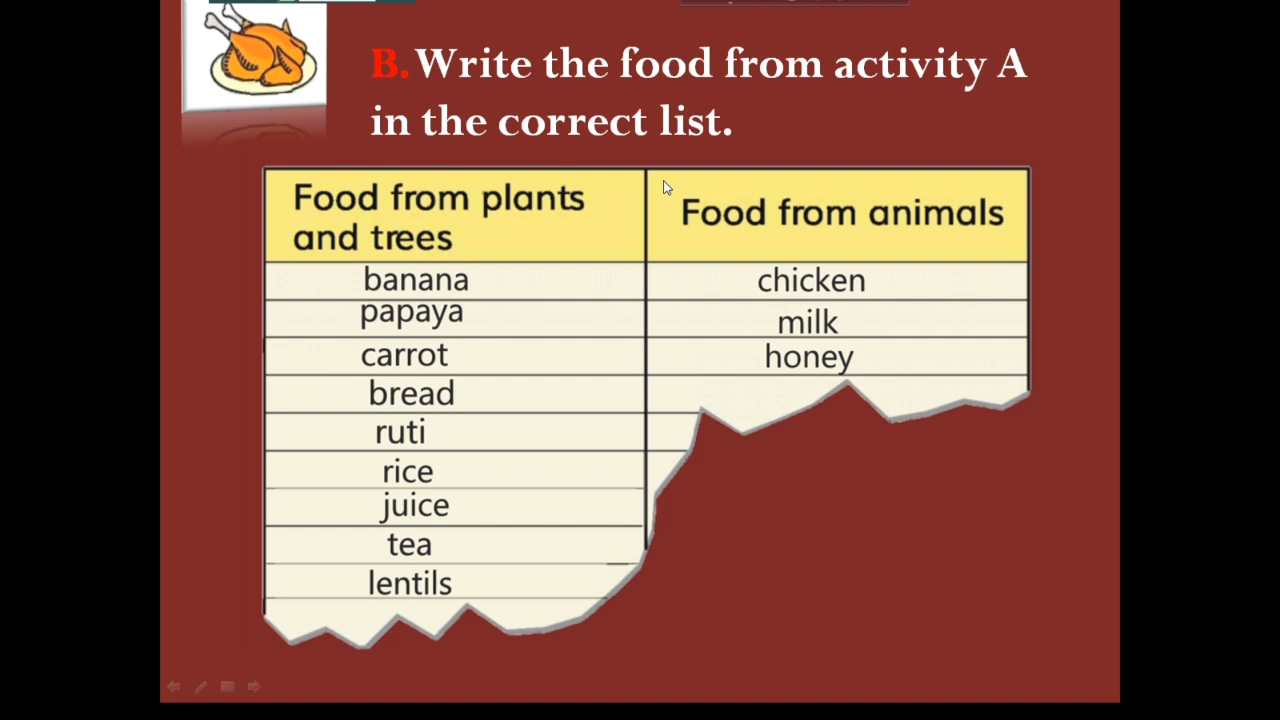 B. Write the food from activity A
in the correct list.
Food from plants
and trees
Food from animals
banana
chicken
papaya
milk
carrot
honey
bread
ruti
rice
juice
tea
lentils